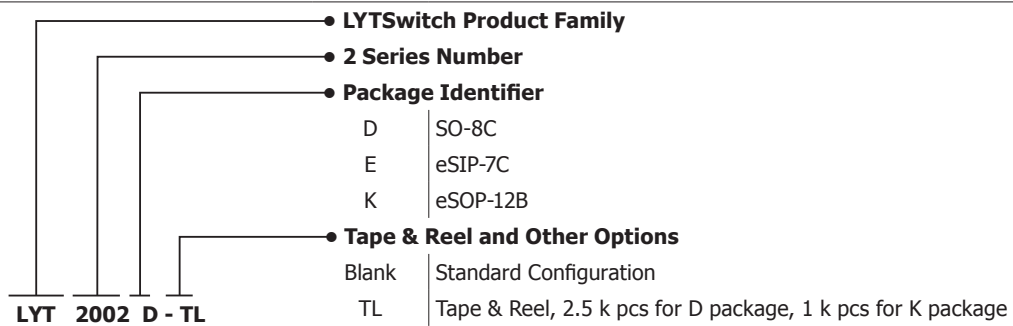 LYTSwitch Product Family
2 Series Number
Package Identifier
D SO-8C
E eSIP-7C
K eSOP-12B
Tape & Reel and Other Options
Blank Standard Configuration
TL Tape & Reel, 2.5 k pcs for D package, 1 k pcs for K package
LYT 2002 D - TL